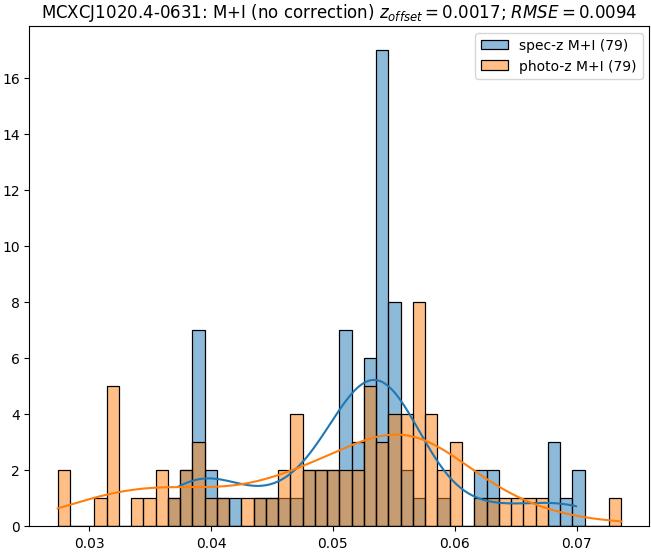 MCXCJ1020.4-0631: M+I (no correction) z_offset = 0.0017; RMSE = 0.0094
spec-z M+I (79)
photo-z M+I (79)
16
14
12
10
8
6
4
2
0
0.03 0.04 0.05 0.06 0.07